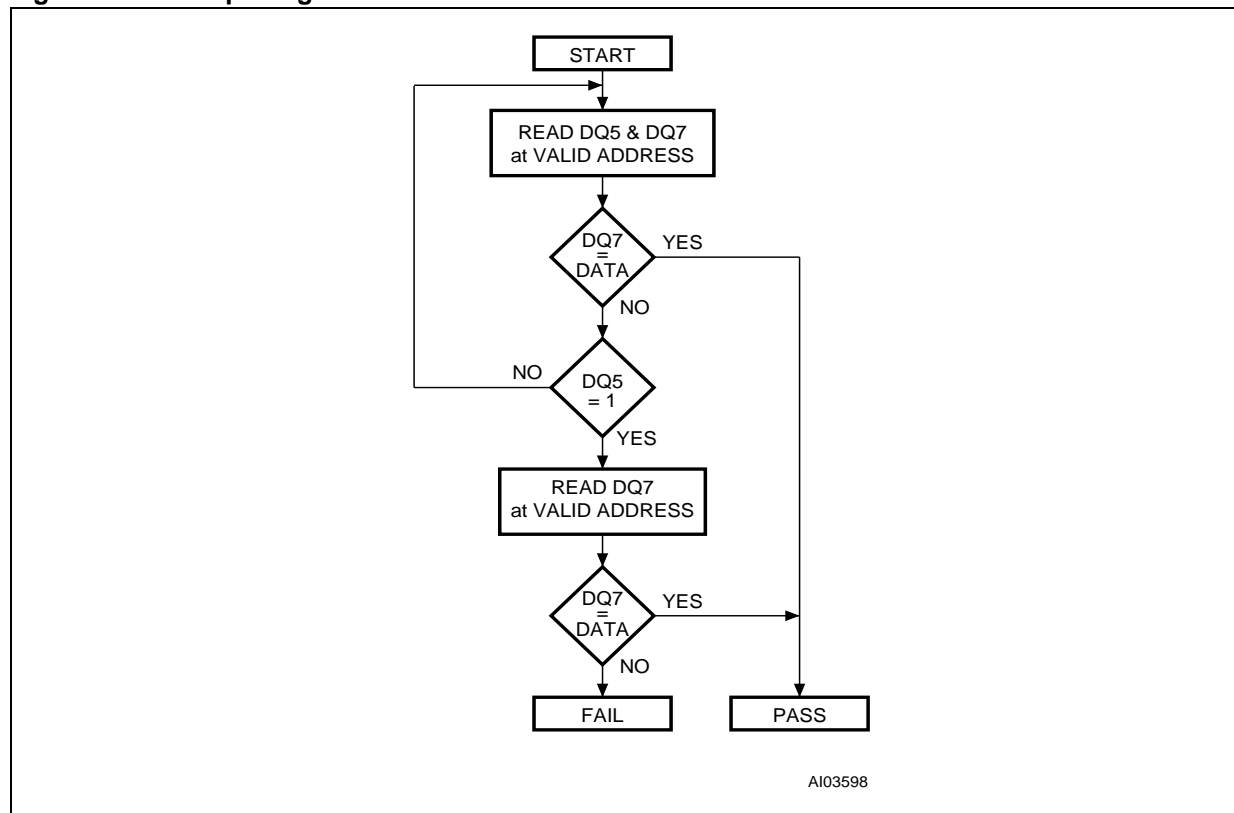 START
READ DQ5 & DQ7
at VALID ADDRESS
DQ7
=
DATA
YES
NO
DQ5
= 1
NO
YES
READ DQ7
at VALID ADDRESS
DQ7
=
DATA
YES
NO
FAIL
PASS
AI03598